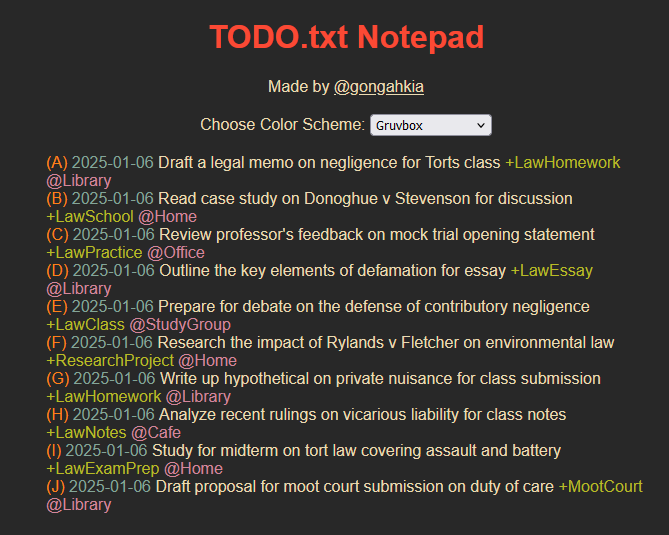 TODO.txt Notepad
Made by @gongahkia
Choose Color Scheme: Gruvbox
(A) 2025-01-06 Draft a legal memo on negligence for Torts class +LawHomework
@Library
(B) 2025-01-06 Read case study on Donoghue v Stevenson for discussion
+LawSchool @Home
(C) 2025-01-06 Review professor's feedback on mock trial opening statement
+LawPractice @Office
(D) 2025-01-06 Outline the key elements of defamation for essay +LawEssay
@Library
(E) 2025-01-06 Prepare for debate on the defense of contributory negligence
+LawClass @StudyGroup
(F) 2025-01-06 Research the impact of Rylands v Fletcher on environmental law
+ResearchProject @Home
(G) 2025-01-06 Write up hypothetical on private nuisance for class submission
+LawHomework @Library
(H) 2025-01-06 Analyze recent rulings on vicarious liability for class notes
+LawNotes @Cafe
(I) 2025-01-06 Study for midterm on tort law covering assault and battery
+LawExamPrep @Home
(J) 2025-01-06 Draft proposal for moot court submission on duty of care +MootCourt
@Library